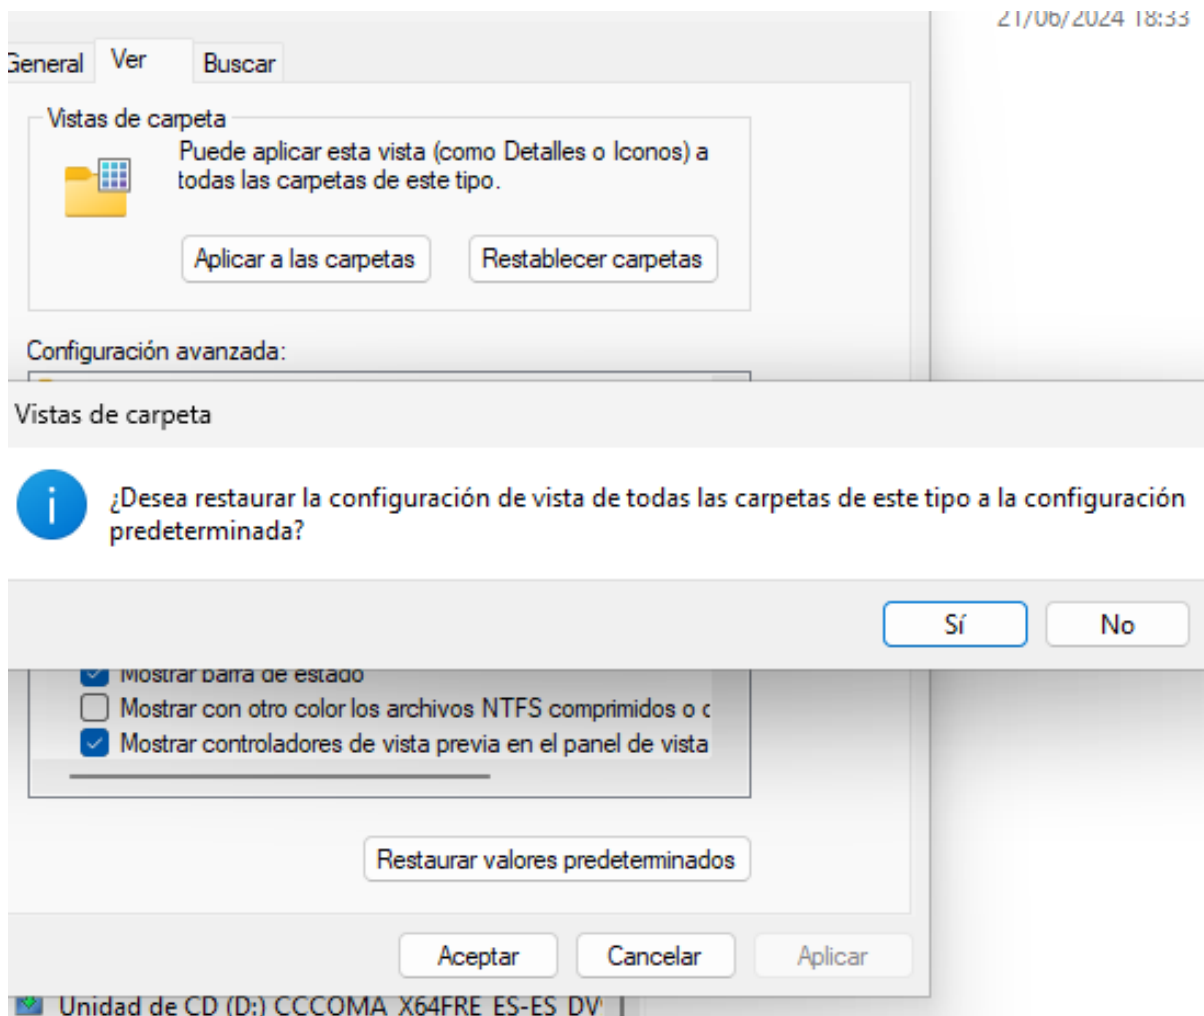 21/06/2024 18:33
General
Ver
Buscar
Vistas de carpeta
Puede aplicar esta vista (como Detalles o Iconos) a
todas las carpetas de este tipo.
Aplicar a las carpetas
Restablecer carpetas
Configuración avanzada:
Vistas de carpeta
¿Desea restaurar la configuración de vista de todas las carpetas de este tipo a la configuración
predeterminada?
Sí
No
Mostrar barra de estado
Mostrar con otro color los archivos NTFS comprimidos o c
Mostrar controladores de vista previa en el panel de vista
Restaurar valores predeterminados
Aceptar
Cancelar
Aplicar
Unidad de CD (D:) CCCOMA_X64FRE_ES-ES_DV